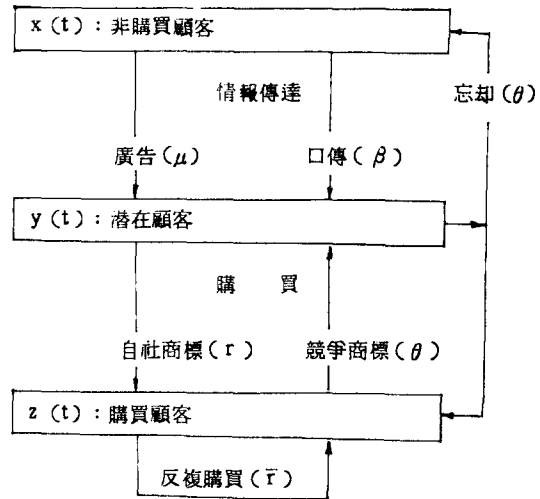 x(t):非購買顧客
情報傳達
忘却(θ)
廣告(μ)
口傳(β)
y(t):潜在顧客
購 買
自社商標(r)
競爭商標(θ)
z(t):購買顧客
反複購買(r̄)